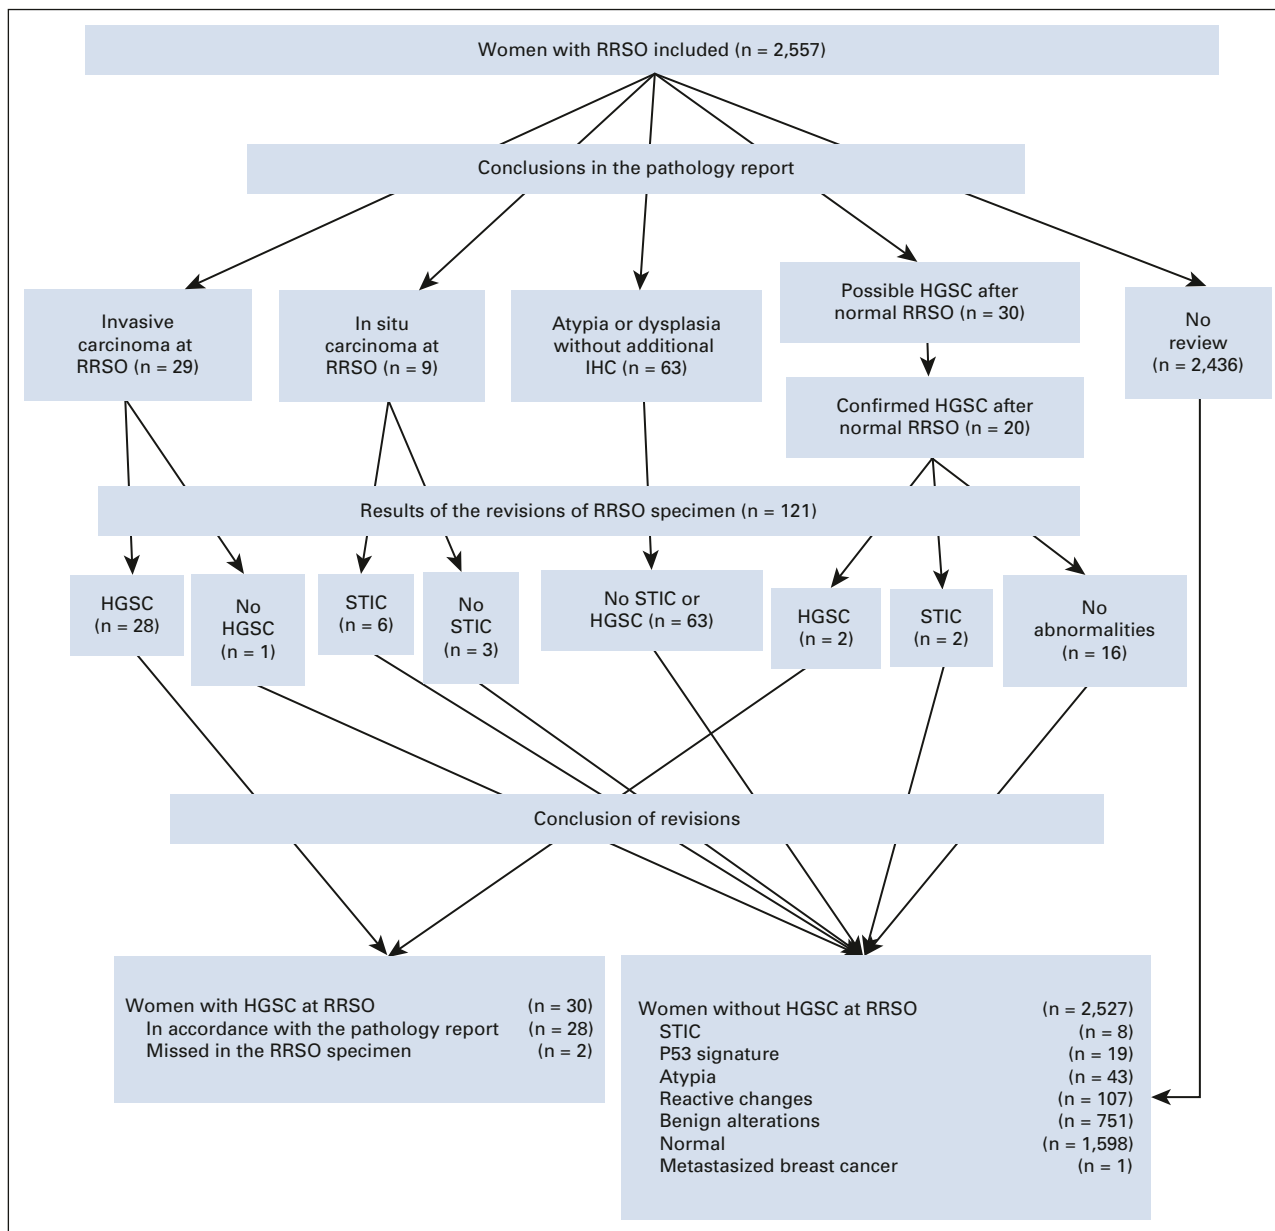 Women with RRSO included (n = 2,557)
Conclusions in the pathology report
Invasive
carcinoma at
RRSO (n = 29)
In situ
carcinoma at
RRSO (n = 9)
Atypia or dysplasia
without additional
IHC (n = 63)
Possible HGSC after
normal RRSO (n = 30)
No
review
(n = 2,436)
Confirmed HGSC after
normal RRSO (n = 20)
Results of the revisions of RRSO specimen (n = 121)
HGSC
(n = 28)
No
HGSC
(n = 1)
STIC
(n = 6)
No
STIC
(n = 3)
No STIC or
HGSC (n = 63)
HGSC
(n = 2)
STIC
(n = 2)
No
abnormalities
(n = 16)
Conclusion of revisions
Women with HGSC at RRSO (n = 30)
In accordance with the pathology report (n = 28)
Missed in the RRSO specimen (n = 2)
Women without HGSC at RRSO (n = 2,527)
STIC (n = 8)
P53 signature (n = 19)
Atypia (n = 43)
Reactive changes (n = 107)
Benign alterations (n = 751)
Normal (n = 1,598)
Metastasized breast cancer (n = 1)